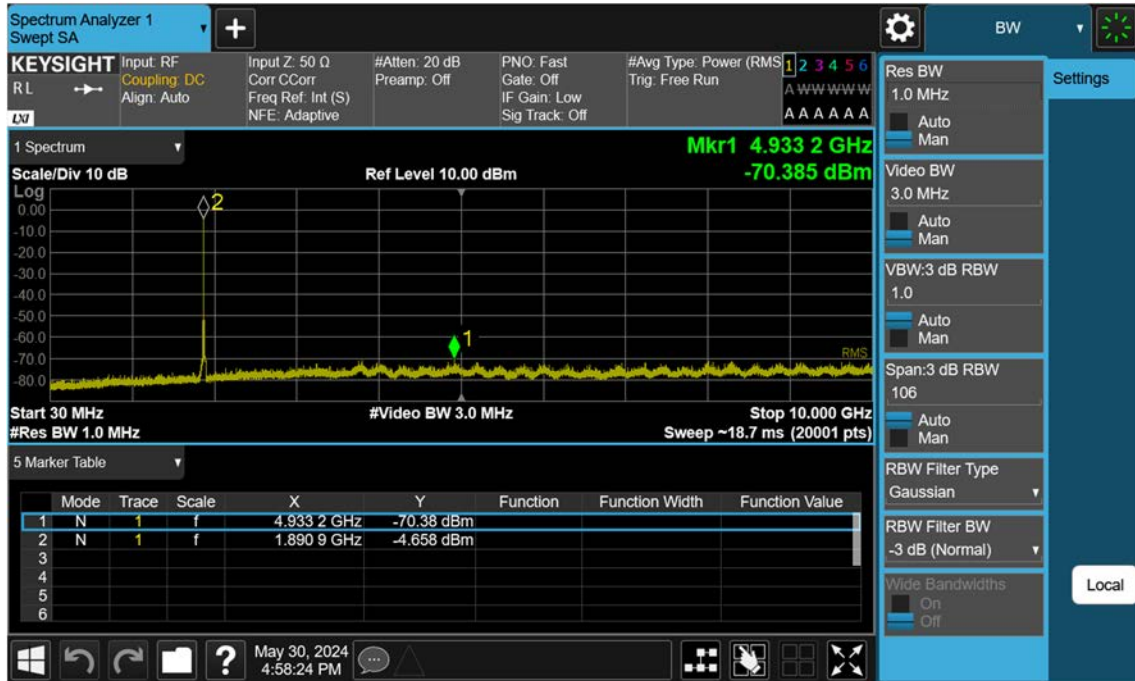 Spectrum Analyzer 1
Swept SA
+
BW
KEYSIGHT
R L
LXI
Input: RF
Coupling: DC
Align: Auto
Input Z: 50 Ω
Corr CCorr
Freq Ref: Int (S)
NFE: Adaptive
#Atten: 20 dB
Preamp: Off
PNO: Fast
Gate: Off
IF Gain: Low
Sig Track: Off
#Avg Type: Power (RMS
Trig: Free Run
1 2 3 4 5 6
A W W W W W
A A A A A A
1 Spectrum
Mkr1 4.933 2 GHz
-70.385 dBm
Scale/Div 10 dB
Ref Level 10.00 dBm
Log
0.00
-10.0
-20.0
-30.0
-40.0
-50.0
-60.0
-70.0
-80.0
2
1
RMS
Start 30 MHz
#Video BW 3.0 MHz
Stop 10.000 GHz
#Res BW 1.0 MHz
Sweep ~18.7 ms (20001 pts)
5 Marker Table
Mode Trace Scale X Y Function Function Width Function Value
1 N 1 f 4.933 2 GHz -70.38 dBm
2 N 1 f 1.890 9 GHz -4.658 dBm
3
4
5
6
?
May 30, 2024
4:58:24 PM
Res BW
1.0 MHz
Auto
Man
Video BW
3.0 MHz
Auto
Man
VBW:3 dB RBW
1.0
Auto
Man
Span:3 dB RBW
106
Auto
Man
RBW Filter Type
Gaussian
RBW Filter BW
-3 dB (Normal)
Wide Bandwidths
On
Off
Settings
Local